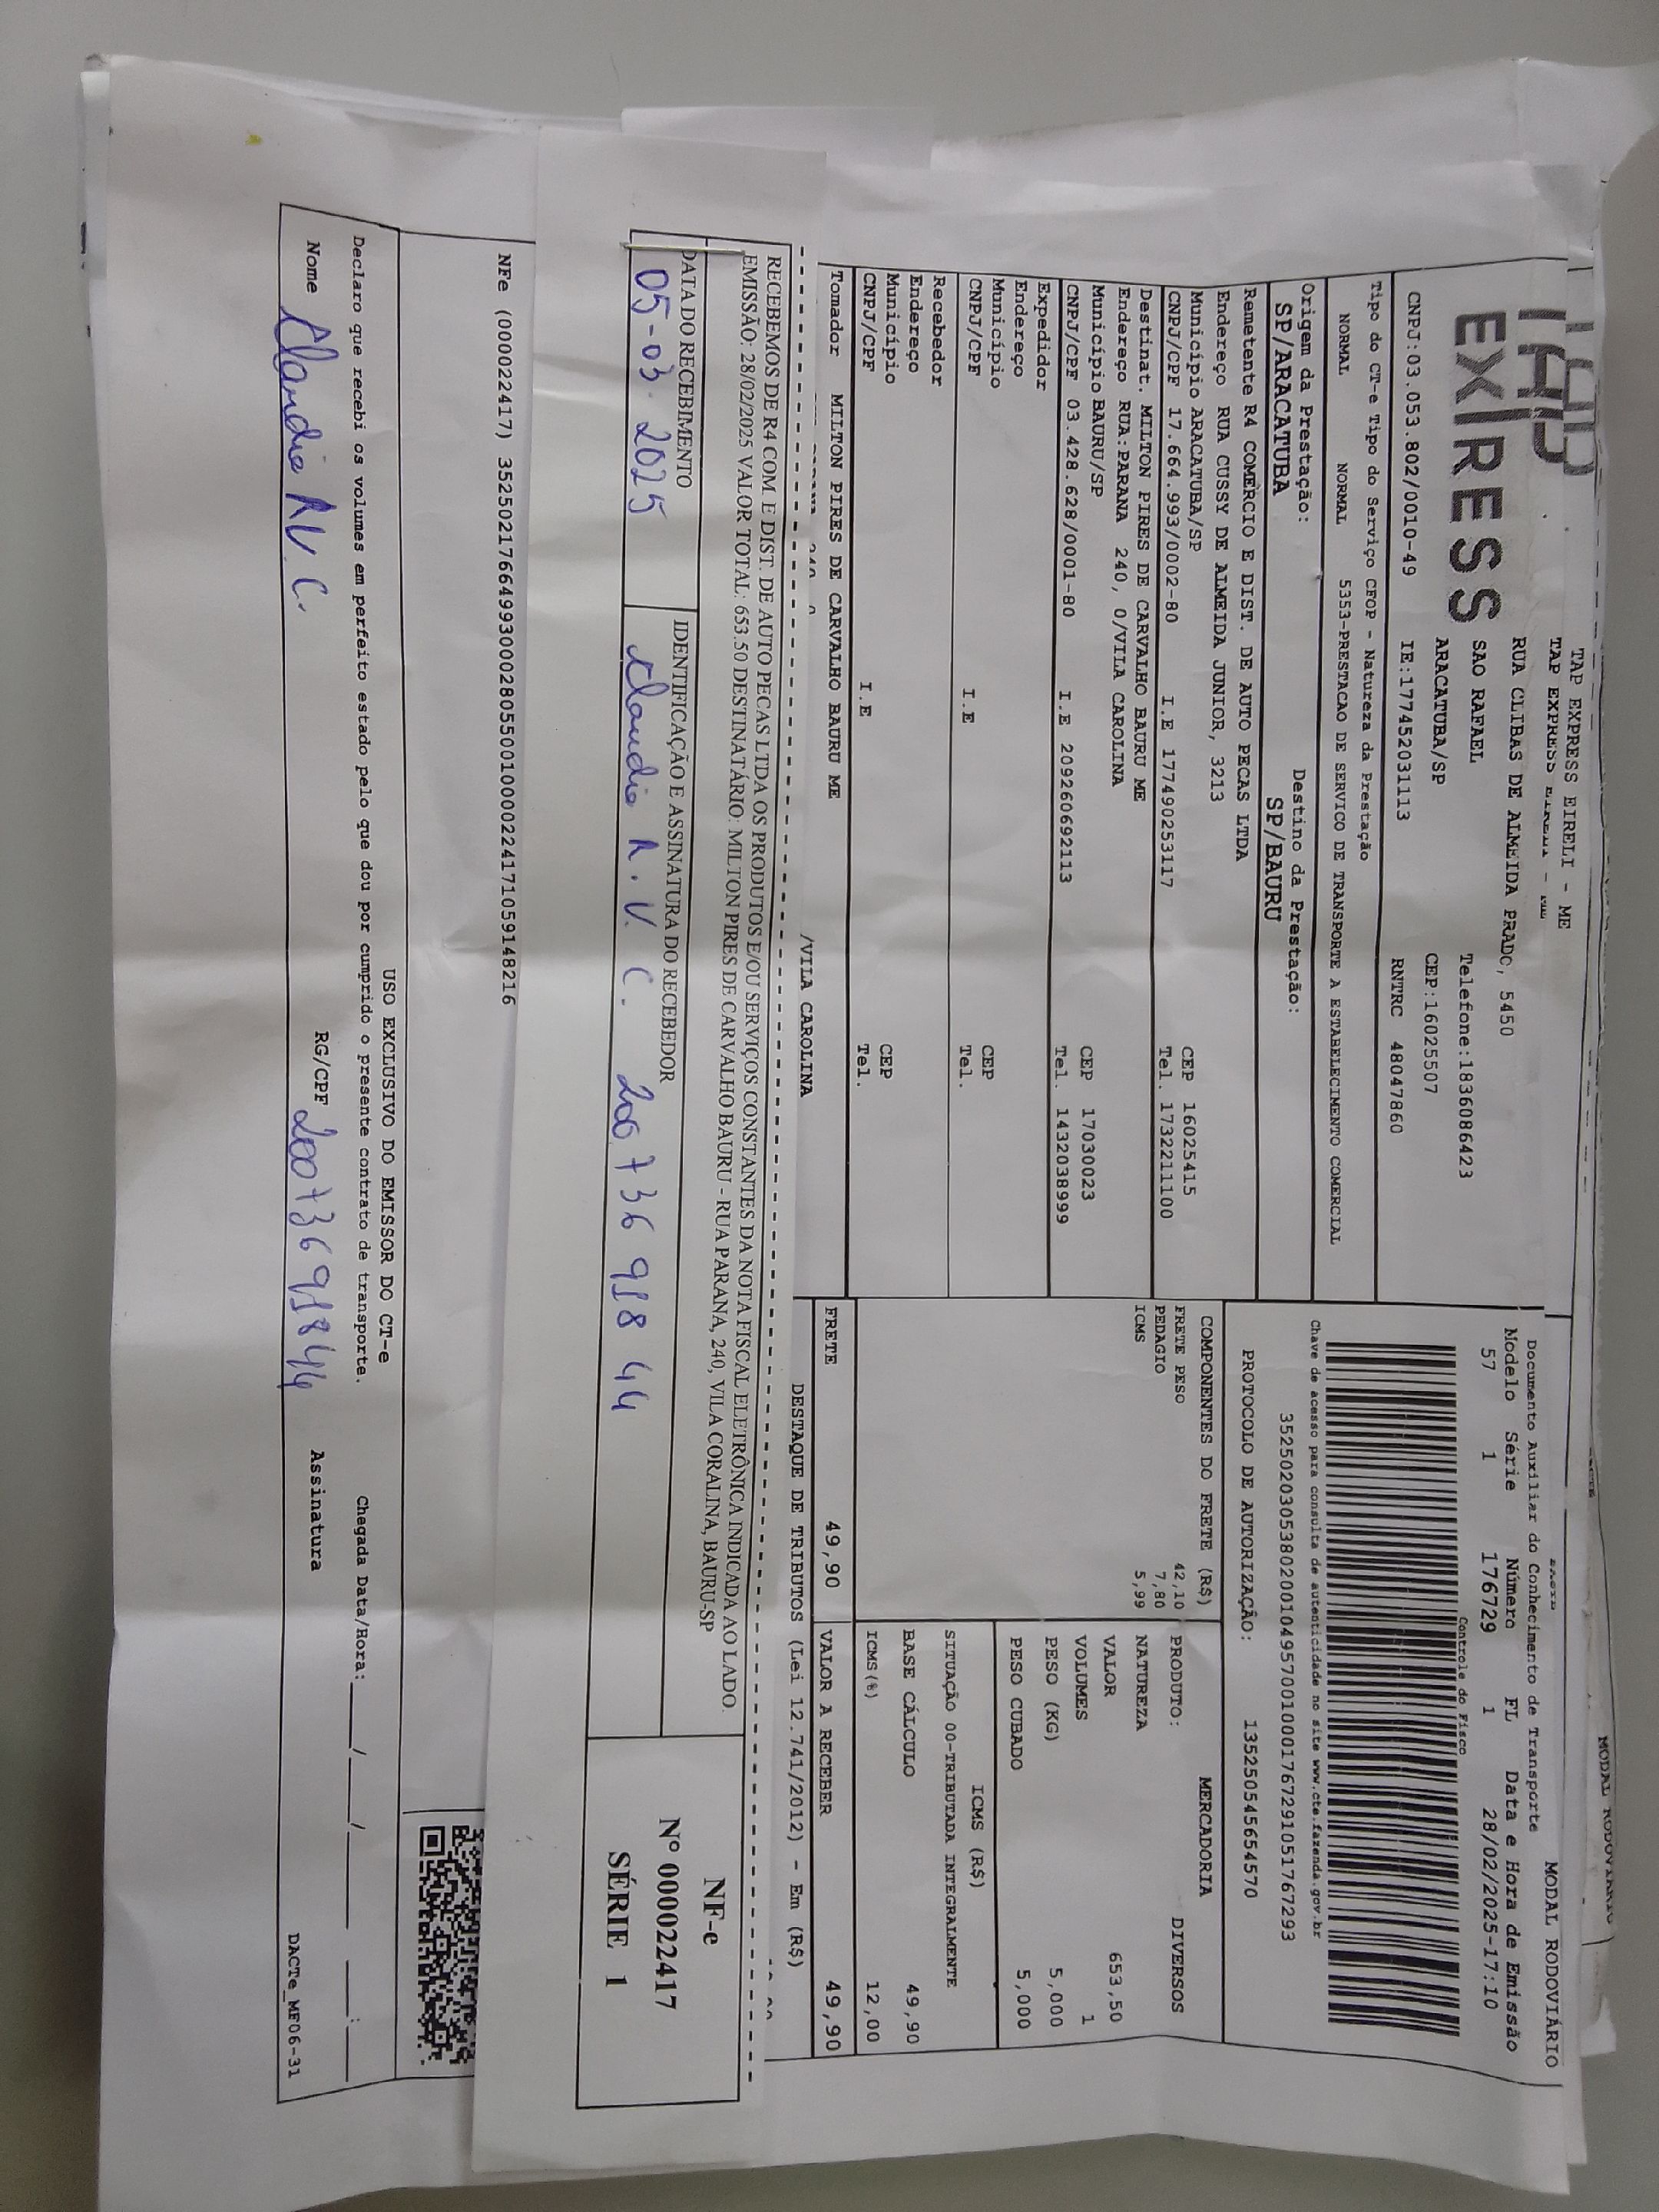 MODAL RODOVIÁRIO
TAP EXPRESS EIRELI - ME
TAP
EXPRESS
RUA CLIBAS DE ALMEIDA PRADO, 5450
SAO RAFAEL Telefone:1836086423
ARACATUBA/SP CEP:16025507
CNPJ:03.053.802/0010-49 IE:177452031113 RNTRC 48047860
MODAL RODOVIÁRIO
Documento Auxiliar do Conhecimento de Transporte
Modelo Série Número FL Data e Hora de Emissão
57 1 176729 1 28/02/2025-17:10
Controle do Fisco
Tipo do CT-e Tipo do Serviço CFOP - Natureza da Prestação
NORMAL NORMAL 5353-PRESTACAO DE SERVICO DE TRANSPORTE A ESTABELECIMENTO COMERCIAL
Chave de acesso para consulta de autenticidade no site www.cte.fazenda.gov.br
35250203053802001049570010001767291051767293
Origem da Prestação: Destino da Prestação:
SP/ARACATUBA SP/BAURU
PROTOCOLO DE AUTORIZAÇÃO: 135250545654570
Remetente R4 COMÉRCIO E DIST. DE AUTO PECAS LTDA
Endereço RUA CUSSY DE ALMEIDA JUNIOR, 3213
Município ARACATUBA/SP CEP 16025415
CNPJ/CPF 17.664.993/0002-80 I.E 177490253117 Tel. 1732211100
Destinat. MILTON PIRES DE CARVALHO BAURU ME
Endereço RUA:PARANA 240, 0/VILA CAROLINA
Município BAURU/SP CEP 17030023
CNPJ/CPF 03.428.628/0001-80 I.E 209260692113 Tel. 1432038999
Expedidor
Endereço
Município CEP
CNPJ/CPF I.E Tel.
Recebedor
Endereço
Município CEP
CNPJ/CPF I.E Tel.
Tomador MILTON PIRES DE CARVALHO BAURU ME
/VILA CAROLINA
COMPONENTES DO FRETE (R$)
FRETE PESO 42,10
PEDAGIO 7,80
ICMS 5,99
MERCADORIA
PRODUTO: DIVERSOS
NATUREZA
VALOR 653,50
VOLUMES 1
PESO (KG) 5,000
PESO CUBADO 5,000
ICMS (R$)
SITUAÇÃO 00-TRIBUTADA INTEGRALMENTE
BASE CÁLCULO 49,90
ICMS(%) 12,00
FRETE 49,90 VALOR A RECEBER 49,90
DESTAQUE DE TRIBUTOS (Lei 12.741/2012) - Em (R$)
RECEBEMOS DE R4 COM E DIST. DE AUTO PECAS LTDA OS PRODUTOS E/OU SERVIÇOS CONSTANTES DA NOTA FISCAL ELETRÔNICA INDICADA AO LADO.
EMISSÃO: 28/02/2025 VALOR TOTAL: 653.50 DESTINATÁRIO: MILTON PIRES DE CARVALHO BAURU - RUA PARANA, 240, VILA CORALINA, BAURU-SP
DATA DO RECEBIMENTO IDENTIFICAÇÃO E ASSINATURA DO RECEBEDOR
05-03-2025 Claudio R.V.C. 200736918 44
NF-e
Nº 000022417
SÉRIE 1
NFe (000022417) 35250217664993000280550010000224171059148216
USO EXCLUSIVO DO EMISSOR DO CT-e
Declaro que recebi os volumes em perfeito estado pelo que dou por cumprido o presente contrato de transporte. Chegada Data/Hora: ____/____/______ ___:___
Nome Claudio R.V.C. RG/CPF 20073691844 Assinatura
DACTe_MF06-31